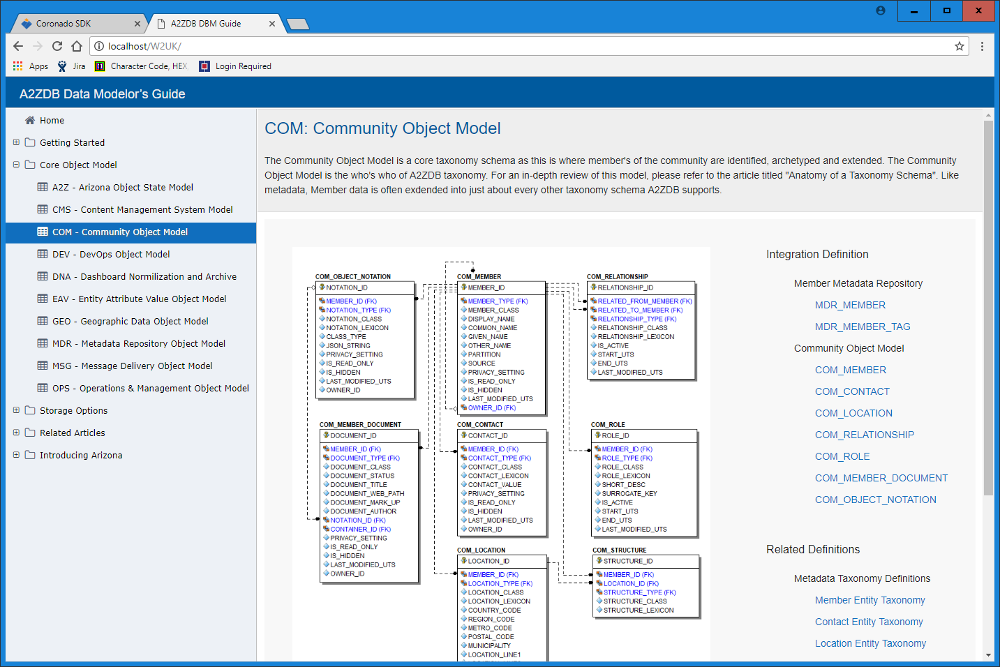 Coronado SDK
A2ZDB DBM Guide
localhost/W2UK/
Apps
Jira
Character Code, HEX,
Login Required
A2ZDB Data Modelor's Guide
Home
Getting Started
Core Object Model
A2Z - Arizona Object State Model
CMS - Content Management System Model
COM - Community Object Model
DEV - DevOps Object Model
DNA - Dashboard Normilization and Archive
EAV - Entity Attribute Value Object Model
GEO - Geographic Data Object Model
MDR - Metadata Repository Object Model
MSG - Message Delivery Object Model
OPS - Operations & Management Object Model
Storage Options
Related Articles
Introducing Arizona
COM: Community Object Model
The Community Object Model is a core taxonomy schema as this is where member's of the community are identified, archetyped and extended. The Community
Object Model is the who's who of A2ZDB taxonomy. For an in-depth review of this model, please refer to the article titled "Anatomy of a Taxonomy Schema". Like
metadata, Member data is often exdended into just about every other taxonomy schema A2ZDB supports.
COM_OBJECT_NOTATION
NOTATION_ID
MEMBER_ID (FK)
NOTATION_TYPE (FK)
NOTATION_CLASS
NOTATION_LEXICON
CLASS_TYPE
JSON_STRING
PRIVACY_SETTING
IS_READ_ONLY
IS_HIDDEN
LAST_MODIFIED_UTS
OWNER_ID
COM_MEMBER
MEMBER_ID
MEMBER_TYPE (FK)
MEMBER_CLASS
DISPLAY_NAME
COMMON_NAME
GIVEN_NAME
OTHER_NAME
PARTITION
SOURCE
PRIVACY_SETTING
IS_READ_ONLY
IS_HIDDEN
LAST_MODIFIED_UTS
OWNER_ID (FK)
COM_RELATIONSHIP
RELATIONSHIP_ID
RELATED_FROM_MEMBER (FK)
RELATED_TO_MEMBER (FK)
RELATIONSHIP_TYPE (FK)
RELATIONSHIP_CLASS
RELATIONSHIP_LEXICON
IS_ACTIVE
START_UTS
END_UTS
LAST_MODIFIED_UTS
COM_MEMBER_DOCUMENT
DOCUMENT_ID
MEMBER_ID (FK)
DOCUMENT_TYPE (FK)
DOCUMENT_CLASS
DOCUMENT_STATUS
DOCUMENT_TITLE
DOCUMENT_WEB_PATH
DOCUMENT_MARK_UP
DOCUMENT_AUTHOR
NOTATION_ID (FK)
CONTAINER_ID (FK)
PRIVACY_SETTING
IS_READ_ONLY
IS_HIDDEN
LAST_MODIFIED_UTS
OWNER_ID
COM_CONTACT
CONTACT_ID
MEMBER_ID (FK)
CONTACT_TYPE (FK)
CONTACT_CLASS
CONTACT_LEXICON
CONTACT_VALUE
PRIVACY_SETTING
IS_READ_ONLY
IS_HIDDEN
LAST_MODIFIED_UTS
OWNER_ID
COM_ROLE
ROLE_ID
MEMBER_ID (FK)
ROLE_TYPE (FK)
ROLE_CLASS
ROLE_LEXICON
SHORT_DESC
SURROGATE_KEY
IS_ACTIVE
START_UTS
END_UTS
LAST_MODIFIED_UTS
COM_LOCATION
LOCATION_ID
MEMBER_ID (FK)
LOCATION_TYPE (FK)
LOCATION_CLASS
LOCATION_LEXICON
COUNTRY_CODE
REGION_CODE
METRO_CODE
POSTAL_CODE
MUNICIPALITY
LOCATION_LINE1
COM_STRUCTURE
STRUCTURE_ID
MEMBER_ID (FK)
LOCATION_ID (FK)
STRUCTURE_TYPE (FK)
STRUCTURE_CLASS
STRUCTURE_LEXICON
Integration Definition
Member Metadata Repository
MDR_MEMBER
MDR_MEMBER_TAG
Community Object Model
COM_MEMBER
COM_CONTACT
COM_LOCATION
COM_RELATIONSHIP
COM_ROLE
COM_MEMBER_DOCUMENT
COM_OBJECT_NOTATION
Related Definitions
Metadata Taxonomy Definitions
Member Entity Taxonomy
Contact Entity Taxonomy
Location Entity Taxonomy